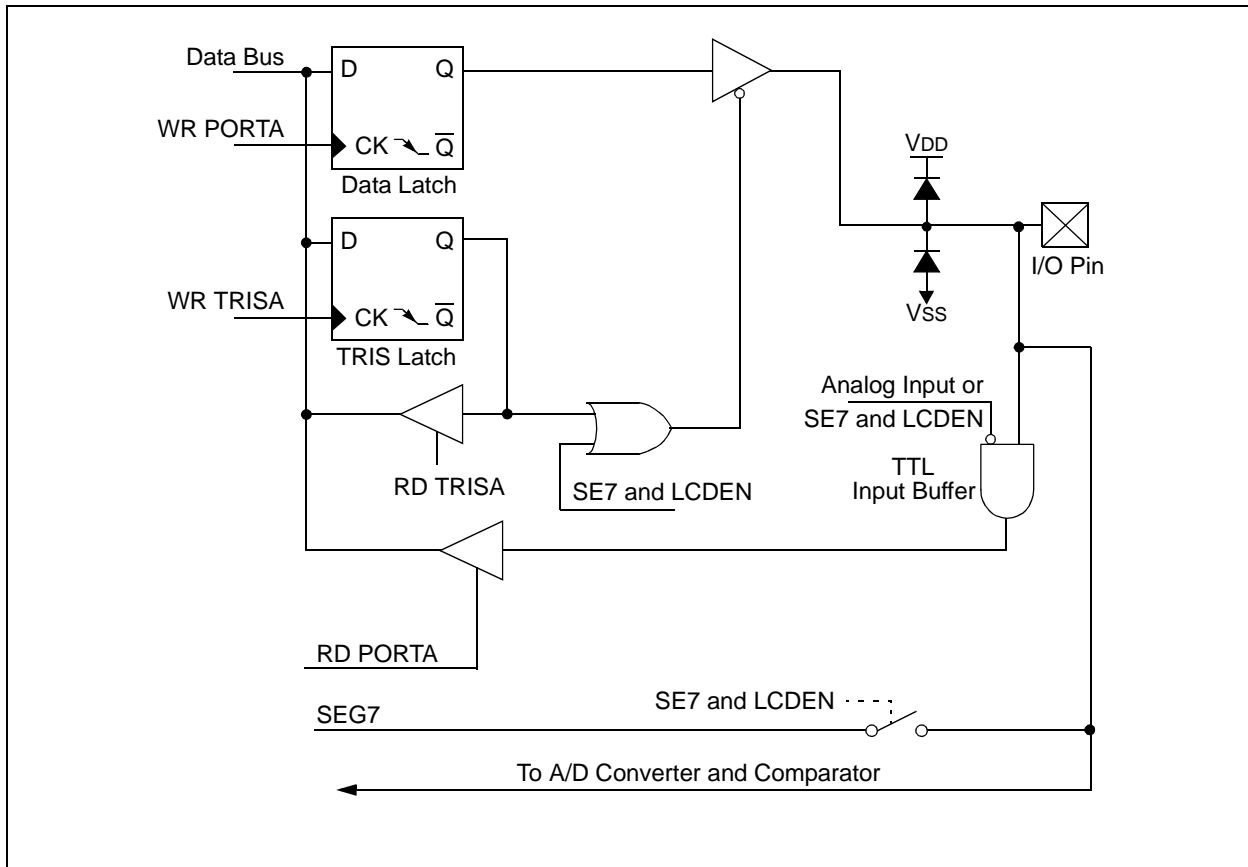 Data Bus
D Q
WR PORTA
CK Q̅
Data Latch
VDD
D Q
I/O Pin
WR TRISA
CK Q̅
VSS
TRIS Latch
Analog Input or
SE7 and LCDEN
TTL
Input Buffer
RD TRISA
SE7 and LCDEN
RD PORTA
SE7 and LCDEN
SEG7
To A/D Converter and Comparator